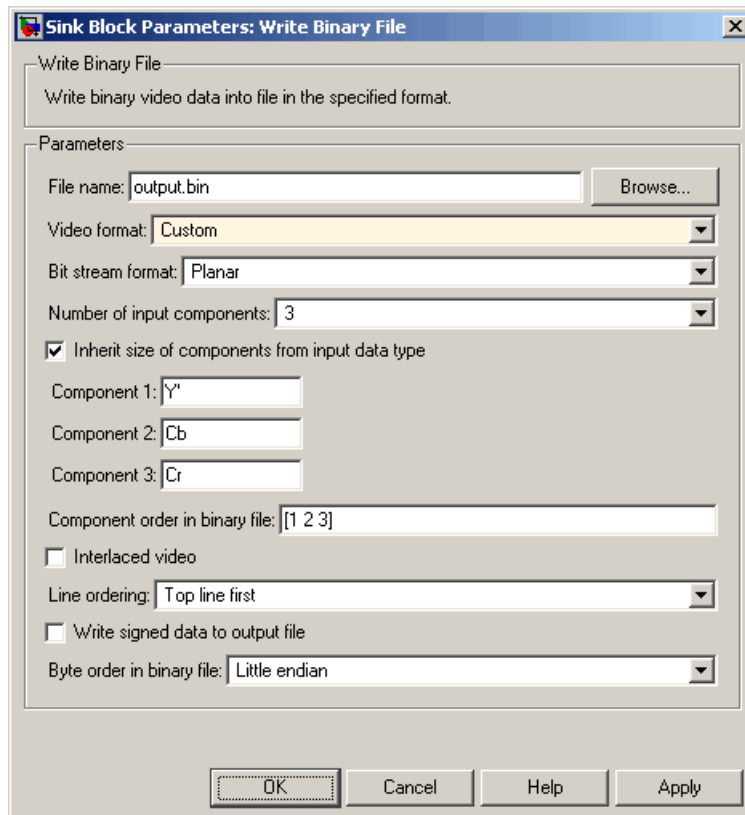 Sink Block Parameters: Write Binary File
Write Binary File
Write binary video data into file in the specified format.
Parameters
File name: output.bin Browse...
Video format: Custom
Bit stream format: Planar
Number of input components: 3
Inherit size of components from input data type
Component 1: Y'
Component 2: Cb
Component 3: Cr
Component order in binary file: [1 2 3]
Interlaced video
Line ordering: Top line first
Write signed data to output file
Byte order in binary file: Little endian
OK Cancel Help Apply